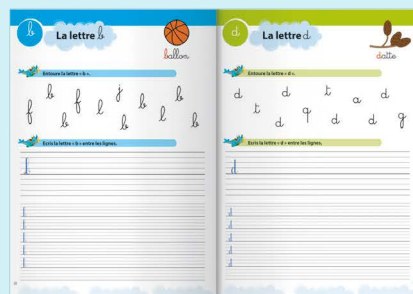 b
La lettre b
ballon
Entoure la lettre « b ».
b b j b b
f f l b l b
Écris la lettre « b » entre les lignes.
b
d
La lettre d
datte
Entoure la lettre « d ».
d d t a d
t d q d g
Écris la lettre « d » entre les lignes.
d
d
d
d
d
d